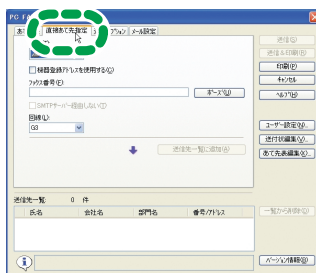 PC FA
あ 直接あて先指定 プション メール設定
機器登録アドレスを使用する(C)
ファクス番号(F)
ポーズ(U)
SMTPサーバー経由しない(T)
回線(L)
G3
送信先一覧に追加(A)
送信(S)
送信&印刷(B)
印刷(P)
キャンセル
ヘルプ(H)
ユーザー設定(N)...
送付状編集(V)...
あて先表編集(E)...
送信先一覧: 0 件
氏名 会社名 部門名 番号/アドレス
一覧から削除(D)
バージョン情報(R)